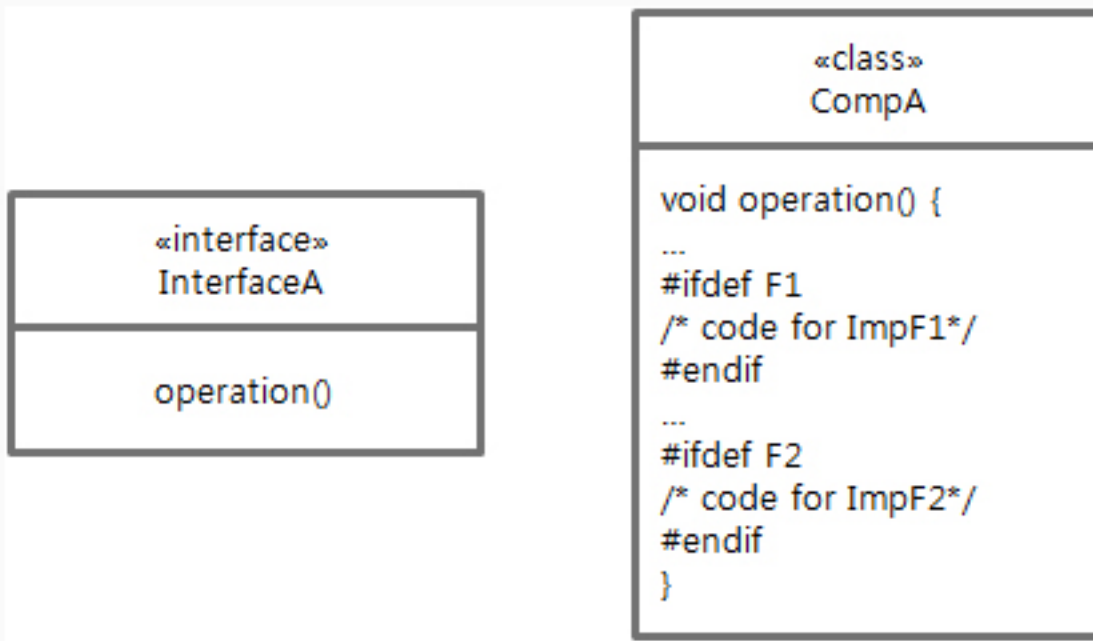 «interface»
InterfaceA
operation()
«class»
CompA
void operation() {
...
#ifdef F1
/* code for ImpF1*/
#endif
...
#ifdef F2
/* code for ImpF2*/
#endif
}